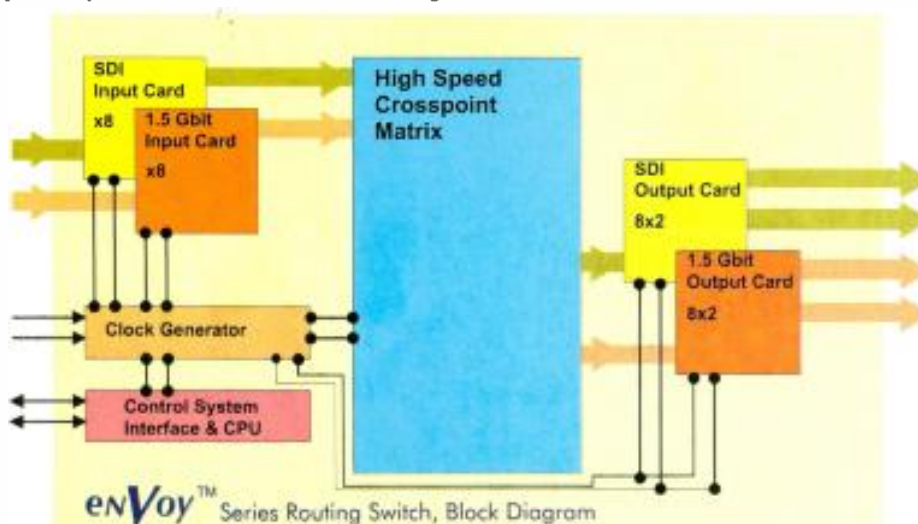 SDI
Input Card
x8
1.5 Gbit
Input Card
x8
High Speed
Crosspoint
Matrix
SDI
Output Card
8x2
1.5 Gbit
Output Card
8x2
Clock Generator
Control System
Interface & CPU
enVoy™ Series Routing Switch, Block Diagram